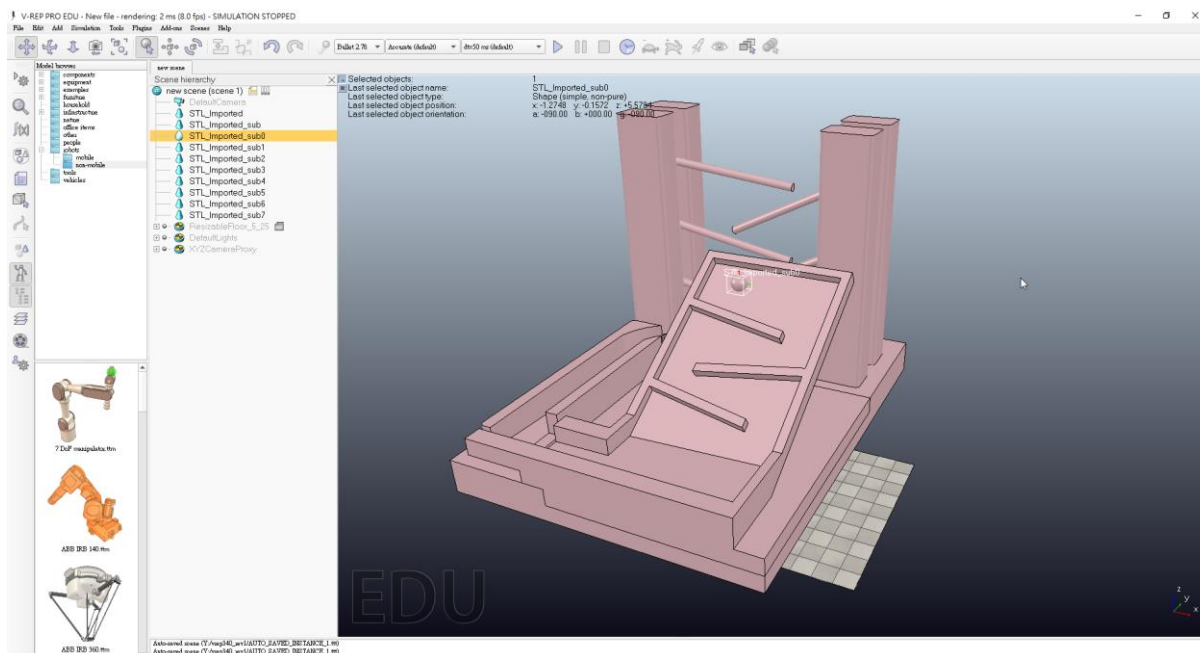 V-REP PRO EDU - New file - rendering: 2 ms (8.0 fps) - SIMULATION STOPPED
File Edit Add Simulation Tools Plugins Add-ons Scenes Help
Bullet 2.78 Accurate (default) dt=50 ms (default)
Model browser
components
equipment
examples
furniture
household
infrastructure
nature
office items
other
people
robots
mobile
non-mobile
tools
vehicles
7 DoF manipulator.ttm
ABB IRB 140.ttm
ABB IRB 360.ttm
new scene
Scene hierarchy
new scene (scene 1)
DefaultCamera
STL_Imported
STL_Imported_sub
STL_Imported_sub0
STL_Imported_sub1
STL_Imported_sub2
STL_Imported_sub3
STL_Imported_sub4
STL_Imported_sub5
STL_Imported_sub6
STL_Imported_sub7
ResizableFloor_5_25
DefaultLights
XYZCameraProxy
Selected objects: 1
Last selected object name: STL_Imported_sub0
Last selected object type: Shape (simple, non-pure)
Last selected object position: x: -1.2748 y: -0.1572
Last selected object orientation: a: -090.00 b: +000.00
STL_Imported_sub0
EDU
z
y
x
Auto-saved scene
Auto-saved scene